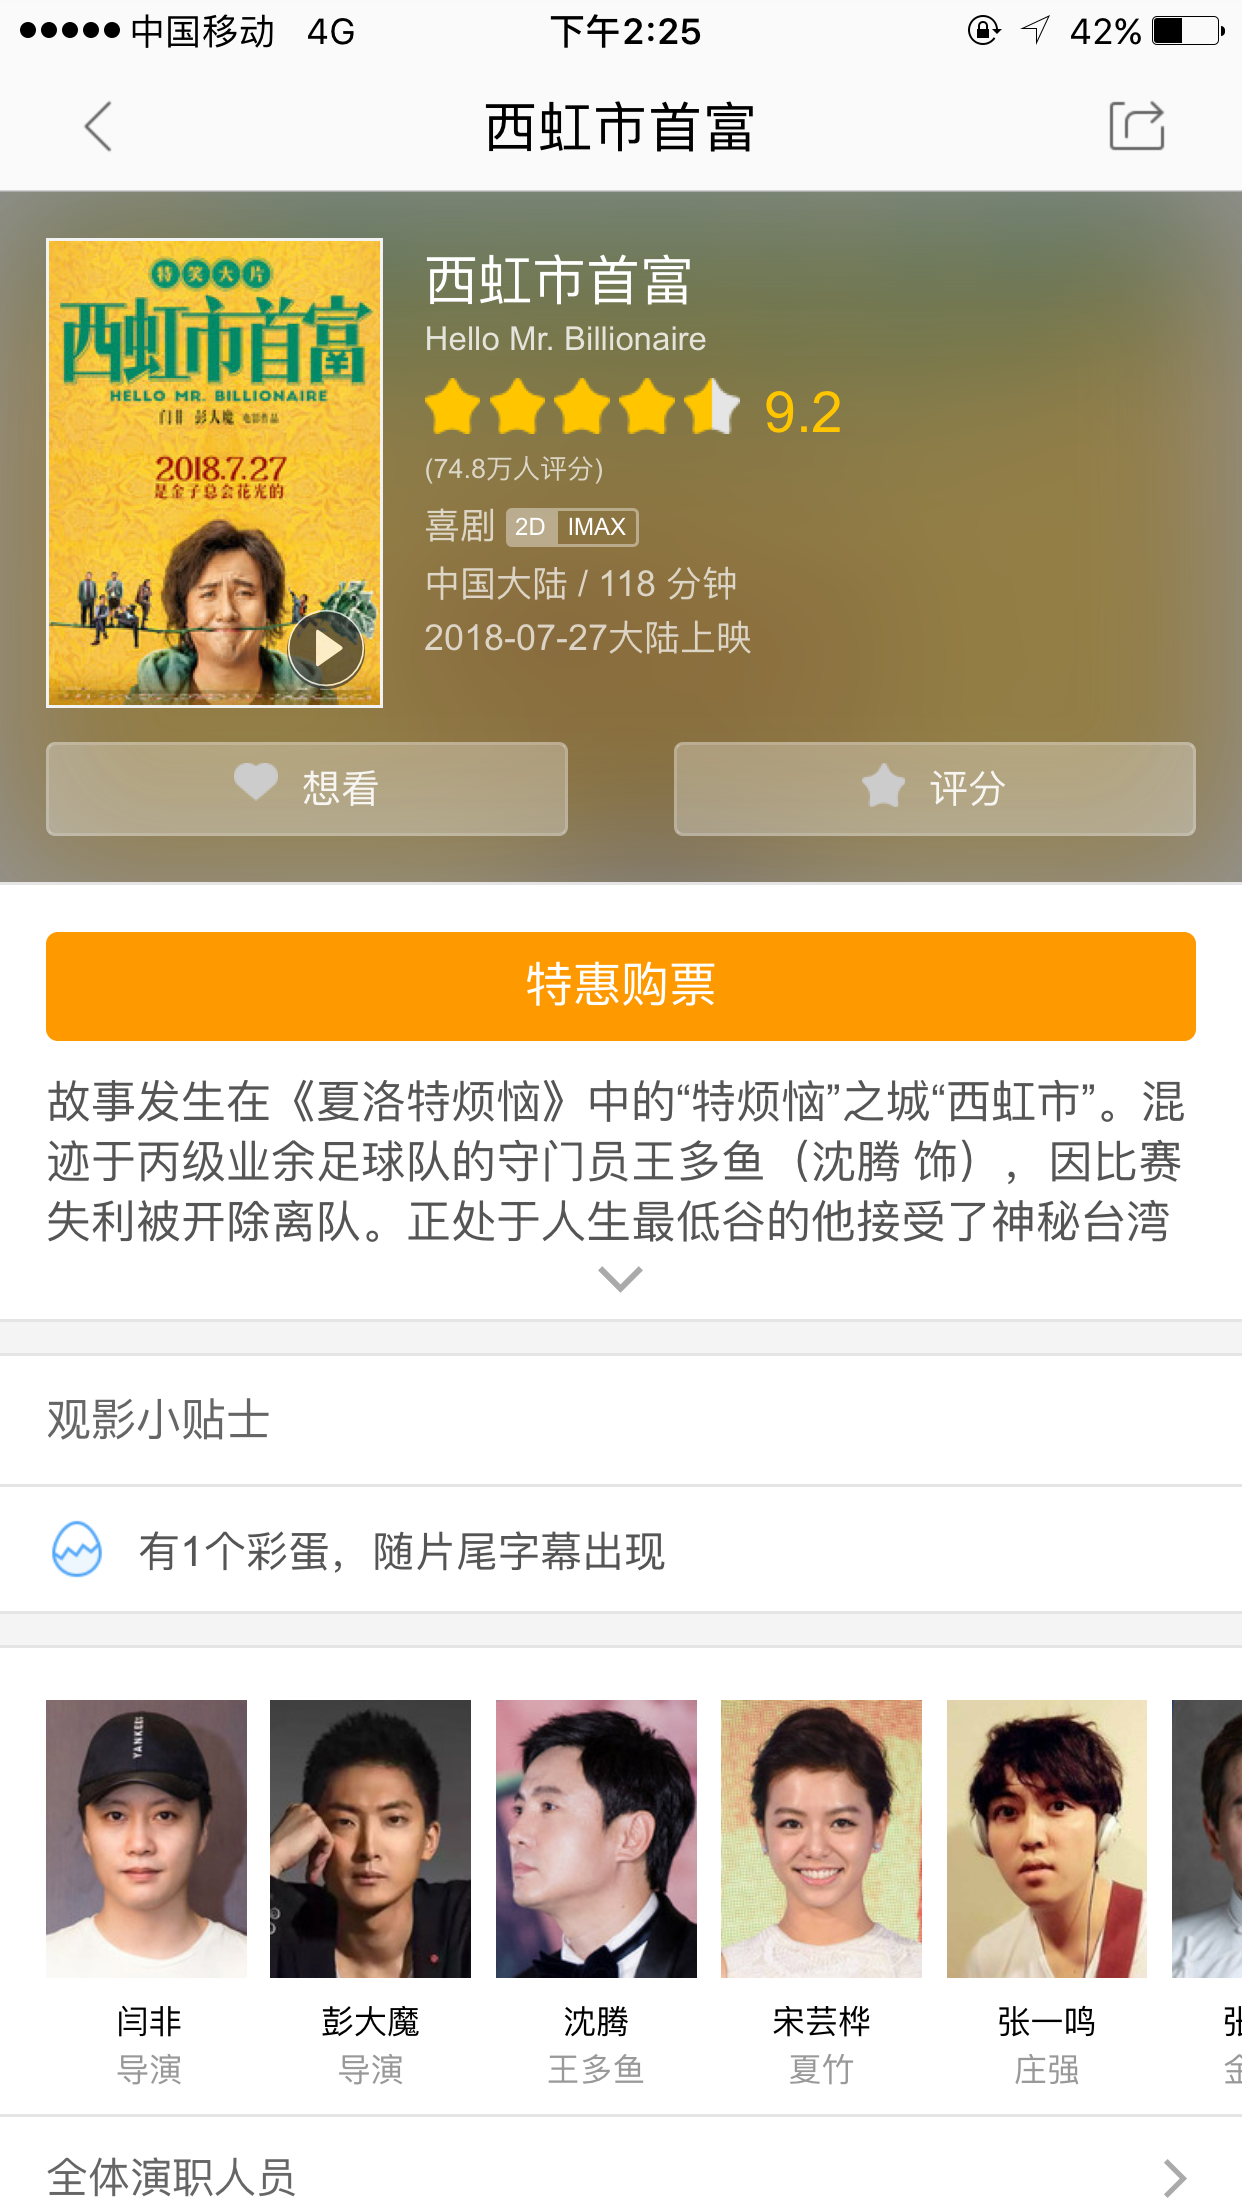 中国移动 4G 下午2:25 42%
西虹市首富
特笑大片
西虹市首富
HELLO MR. BILLIONAIRE
闫非 彭大魔 电影作品
2018.7.27
是金子总会花光的
西虹市首富
Hello Mr. Billionaire
9.2
(74.8万人评分)
喜剧 2D IMAX
中国大陆 / 118 分钟
2018-07-27大陆上映
想看 评分
特惠购票
故事发生在《夏洛特烦恼》中的“特烦恼”之城“西虹市”。混
迹于丙级业余足球队的守门员王多鱼（沈腾 饰），因比赛
失利被开除离队。正处于人生最低谷的他接受了神秘台湾
观影小贴士
有1个彩蛋，随片尾字幕出现
YANKEES
闫非 彭大魔 沈腾 宋芸桦 张一鸣
导演 导演 王多鱼 夏竹 庄强
全体演职人员